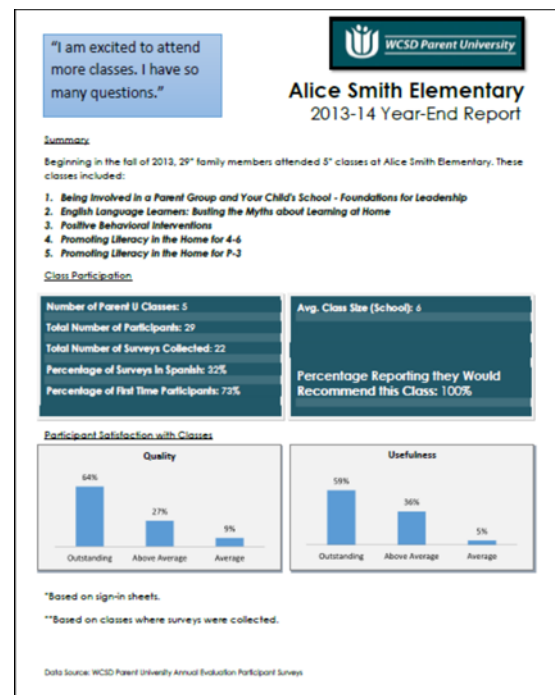 "I am excited to attend
more classes. I have so
many questions."
WCSD Parent University
Alice Smith Elementary
2013-14 Year-End Report
Summary
Beginning in the fall of 2013, 29* family members attended 5* classes at Alice Smith Elementary. These
classes included:
1. Being Involved in a Parent Group and Your Child's School - Foundations for Leadership
2. English Language Learners: Busting the Myths about Learning at Home
3. Positive Behavioral Interventions
4. Promoting Literacy in the Home for 4-6
5. Promoting Literacy in the Home for P-3
Class Participation
Number of Parent U Classes: 5
Total Number of Participants: 29
Total Number of Surveys Collected: 22
Percentage of Surveys in Spanish: 32%
Percentage of First Time Participants: 73%
Avg. Class Size (School): 6
Percentage Reporting they Would
Recommend this Class: 100%
Participant Satisfaction with Classes
Quality
64%
27%
9%
Outstanding Above Average Average
Usefulness
59%
36%
5%
Outstanding Above Average Average
*Based on sign-in sheets.
**Based on classes where surveys were collected.
Data Source: WCSD Parent University Annual Evaluation Participant Surveys